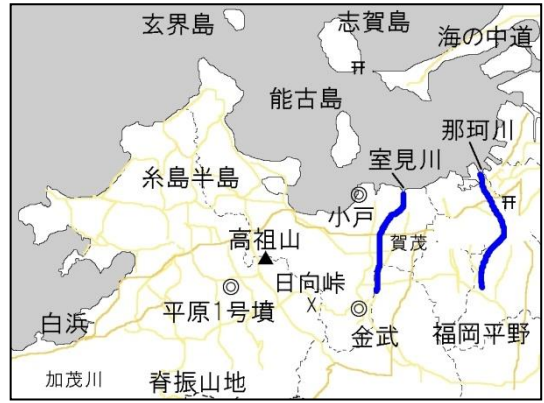 玄界島
志賀島
海の中道
能古島
那珂川
室見川
糸島半島
小戸
高祖山
賀茂
日向峠
平原1号墳
金武
白浜
福岡平野
加茂川
脊振山地